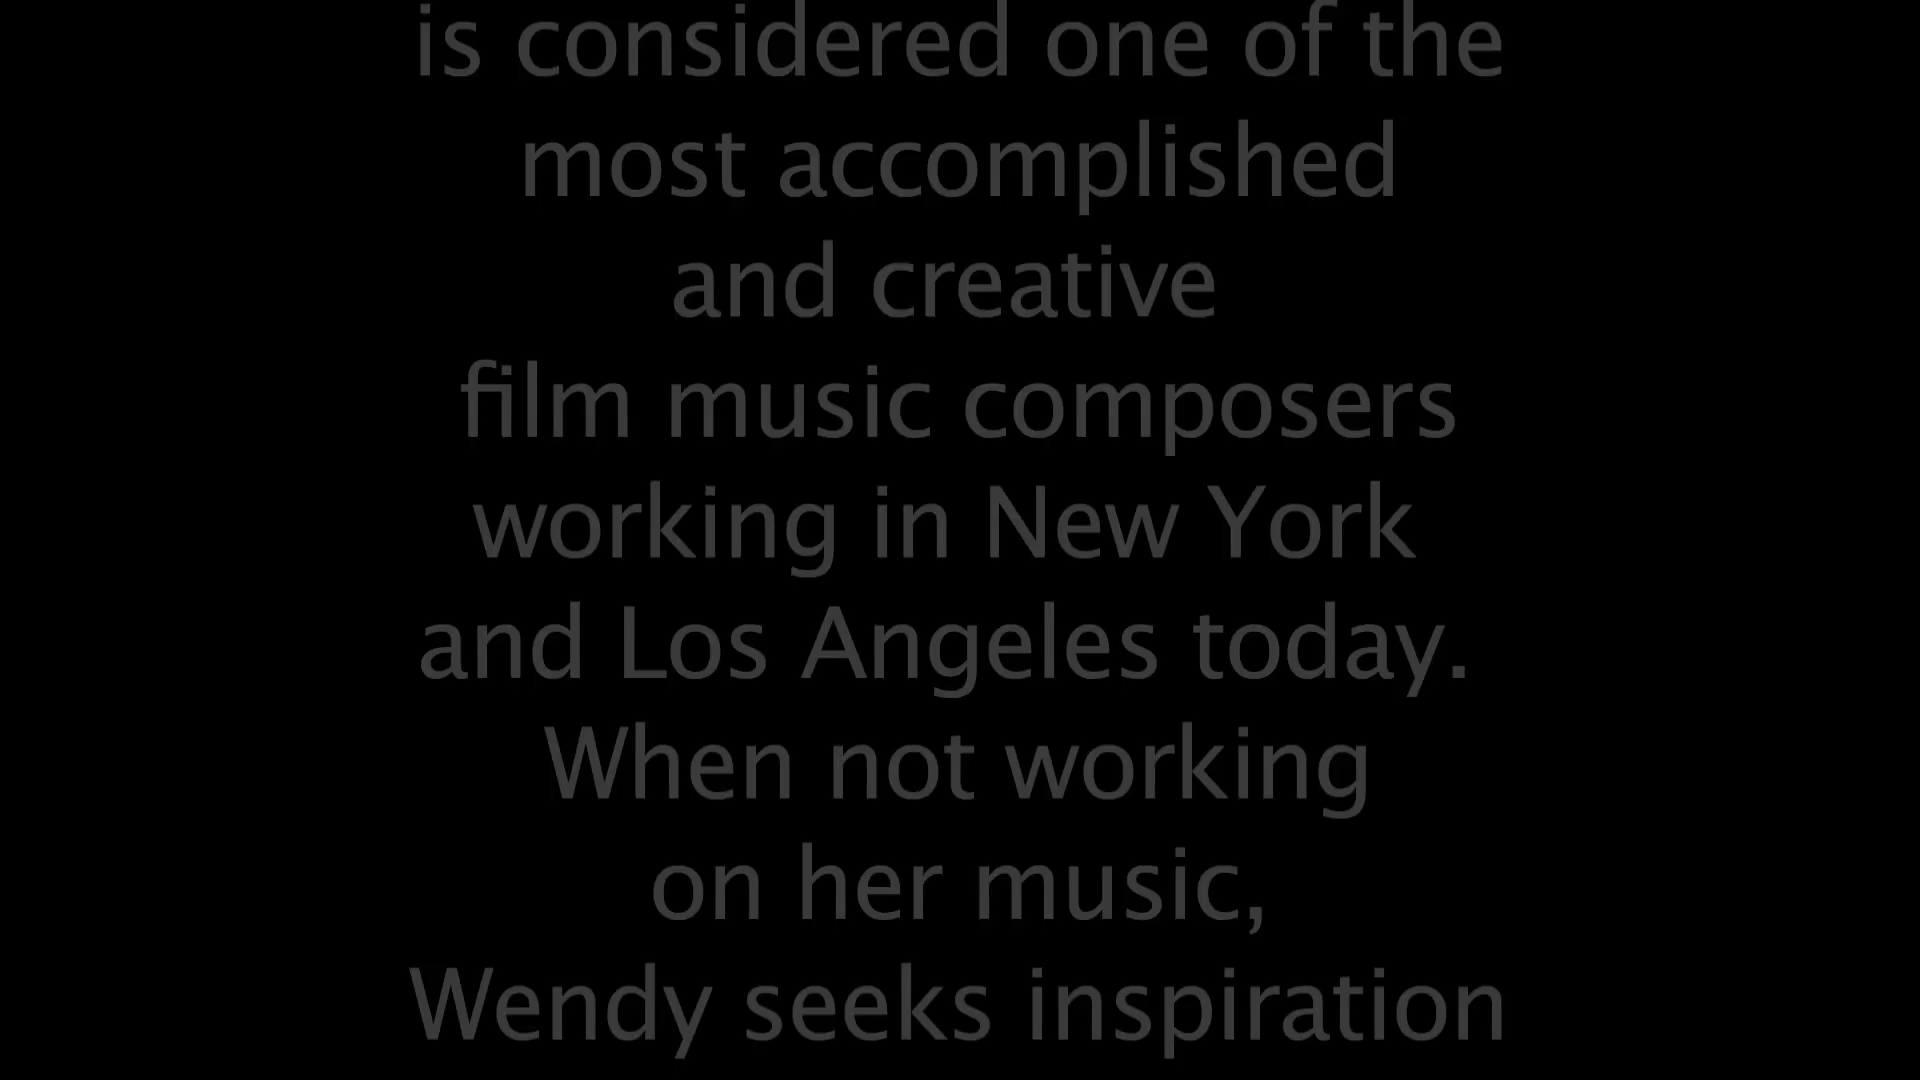 is considered one of the
most accomplished
and creative
film music composers
working in New York
and Los Angeles today.
When not working
on her music,
Wendy seeks inspiration